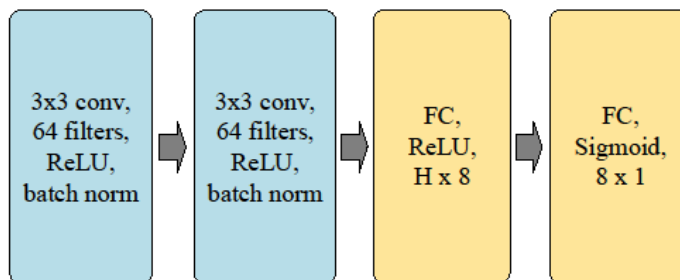 3x3 conv,
64 filters,
ReLU,
batch norm
3x3 conv,
64 filters,
ReLU,
batch norm
FC,
ReLU,
H x 8
FC,
Sigmoid,
8 x 1